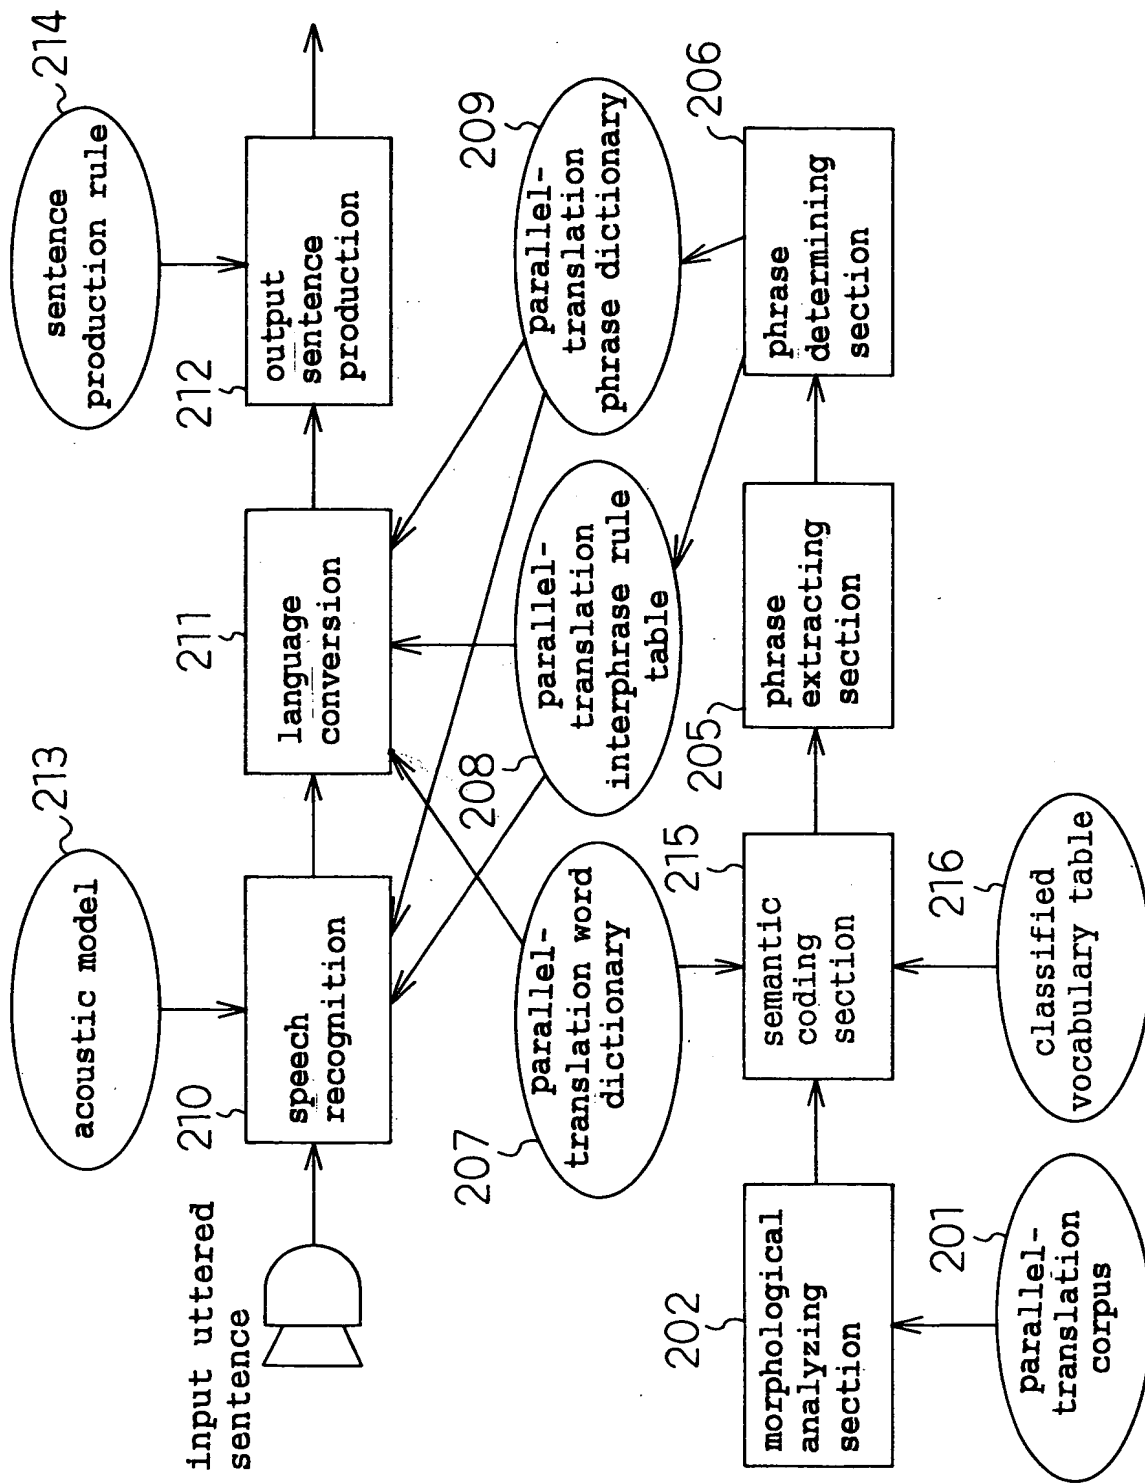 acoustic model
213
sentence
production rule
214
input uttered
sentence
210
speech
recognition
211
language
conversion
212
output
sentence
production
207
parallel-
translation word
dictionary
208
parallel-
translation
interphrase rule
table
209
parallel-
translation
phrase dictionary
202
morphological
analyzing
section
215
semantic
coding
section
205
phrase
extracting
section
206
phrase
determining
section
201
parallel-
translation
corpus
216
classified
vocabulary table